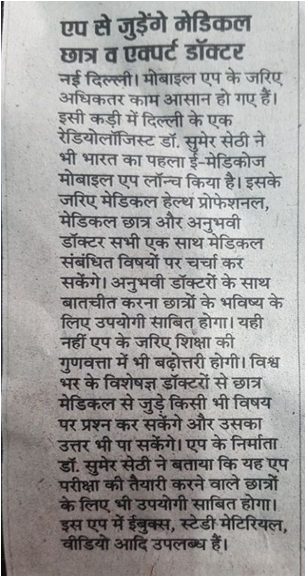 एप से जुड़ेंगे मेडिकल
छात्र व एक्पर्ट डॉक्टर
नई दिल्ली। मोबाइल एप के जरिए
अधिकतर काम आसान हो गए हैं।
इसी कड़ी में दिल्ली के एक
रेडियोलॉजिस्ट डॉ. सुमेर सेठी ने
भी भारत का पहला ई-मेडिकोज
मोबाइल एप लॉन्च किया है। इसके
जरिए मेडिकल हेल्थ प्रोफेशनल,
मेडिकल छात्र और अनुभवी
डॉक्टर सभी एक साथ मेडिकल
संबंधित विषयों पर चर्चा कर
सकेंगे। अनुभवी डॉक्टरों के साथ
बातचीत करना छात्रों के भविष्य के
लिए उपयोगी साबित होगा। यही
नहीं एप के जरिए शिक्षा की
गुणवत्ता में भी बढ़ोत्तरी होगी। विश्व
भर के विशेषज्ञ डॉक्टरों से छात्र
मेडिकल से जुड़े किसी भी विषय
पर प्रश्न कर सकेंगे और उसका
उत्तर भी पा सकेंगे। एप के निर्माता
डॉ. सुमेर सेठी ने बताया कि यह एप
परीक्षा की तैयारी करने वाले छात्रों
के लिए भी उपयोगी साबित होगा।
इस एप में ईबुक्स, स्टेडी मेटिरियल,
वीडियो आदि उपलब्ध हैं।